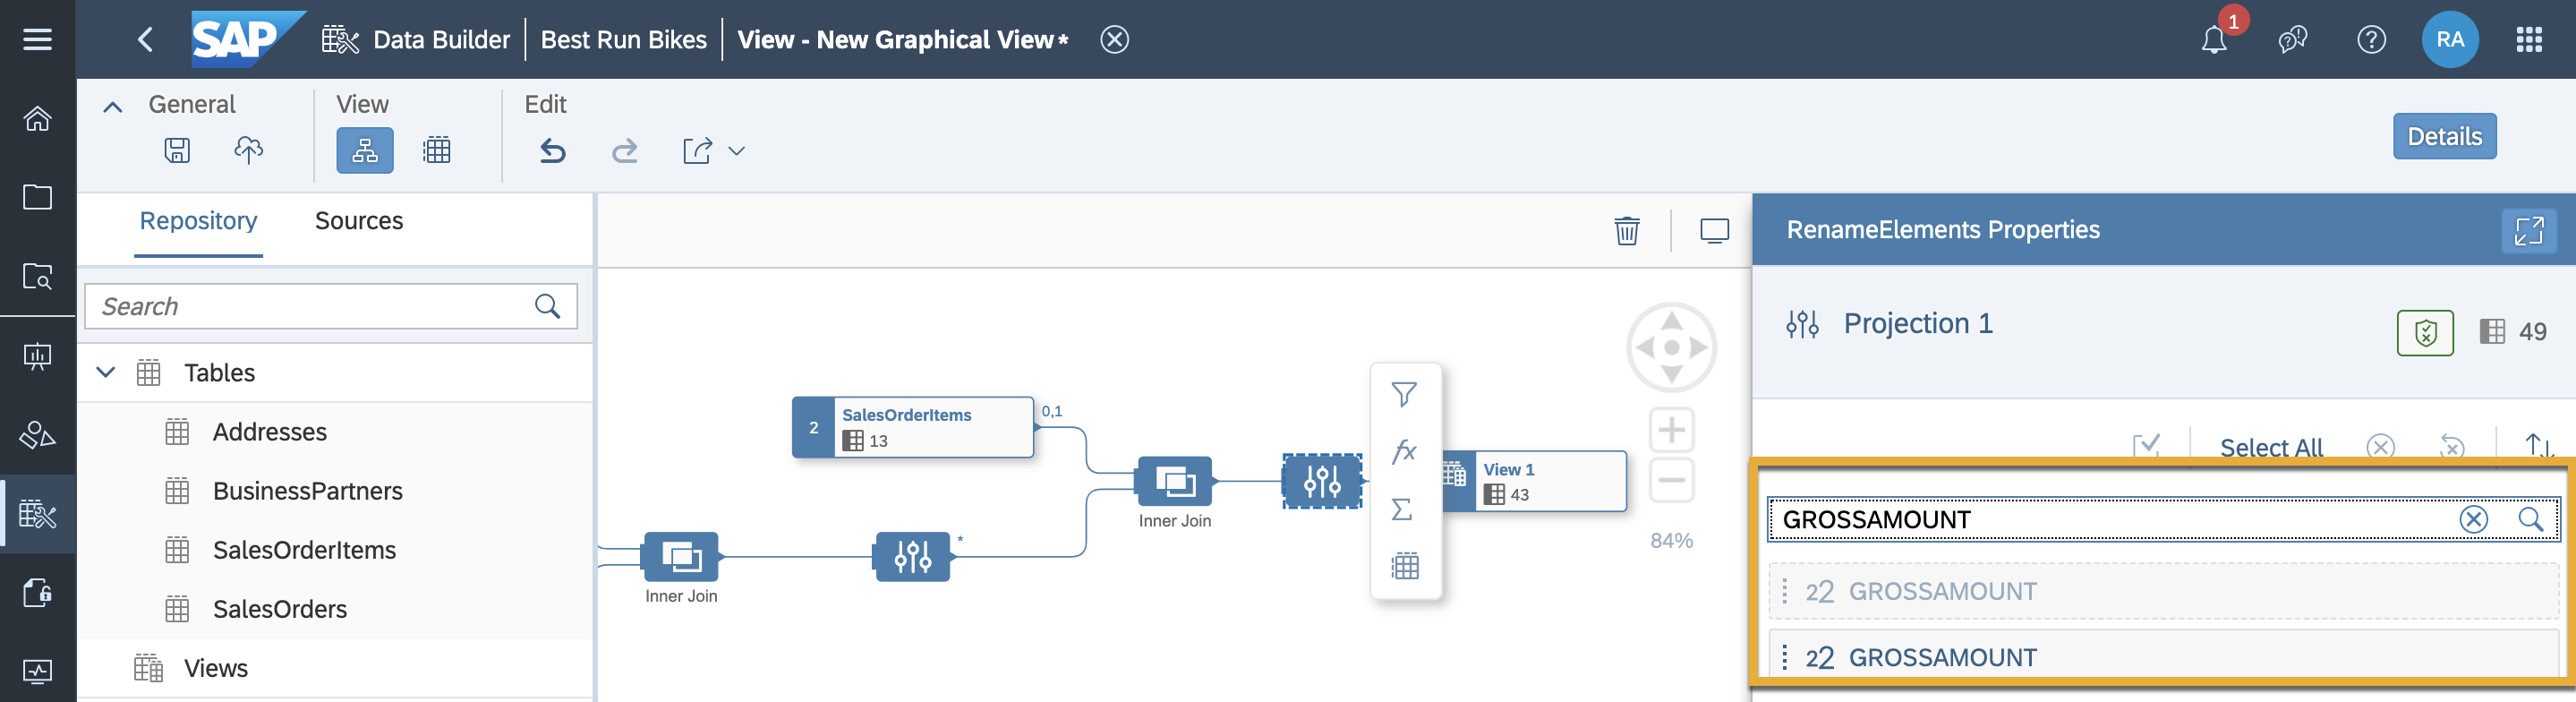 SAP Data Builder Best Run Bikes View - New Graphical View* 1 RA
General View Edit
Details
Repository Sources
RenameElements Properties
Search
Projection 1 49
Tables
Addresses
BusinessPartners
SalesOrderItems
SalesOrders
Views
2 SalesOrderItems 0,1
13
Inner Join
*
Inner Join
fx
Σ
View 1
43
84%
Select All
GROSSAMOUNT
22 GROSSAMOUNT
22 GROSSAMOUNT